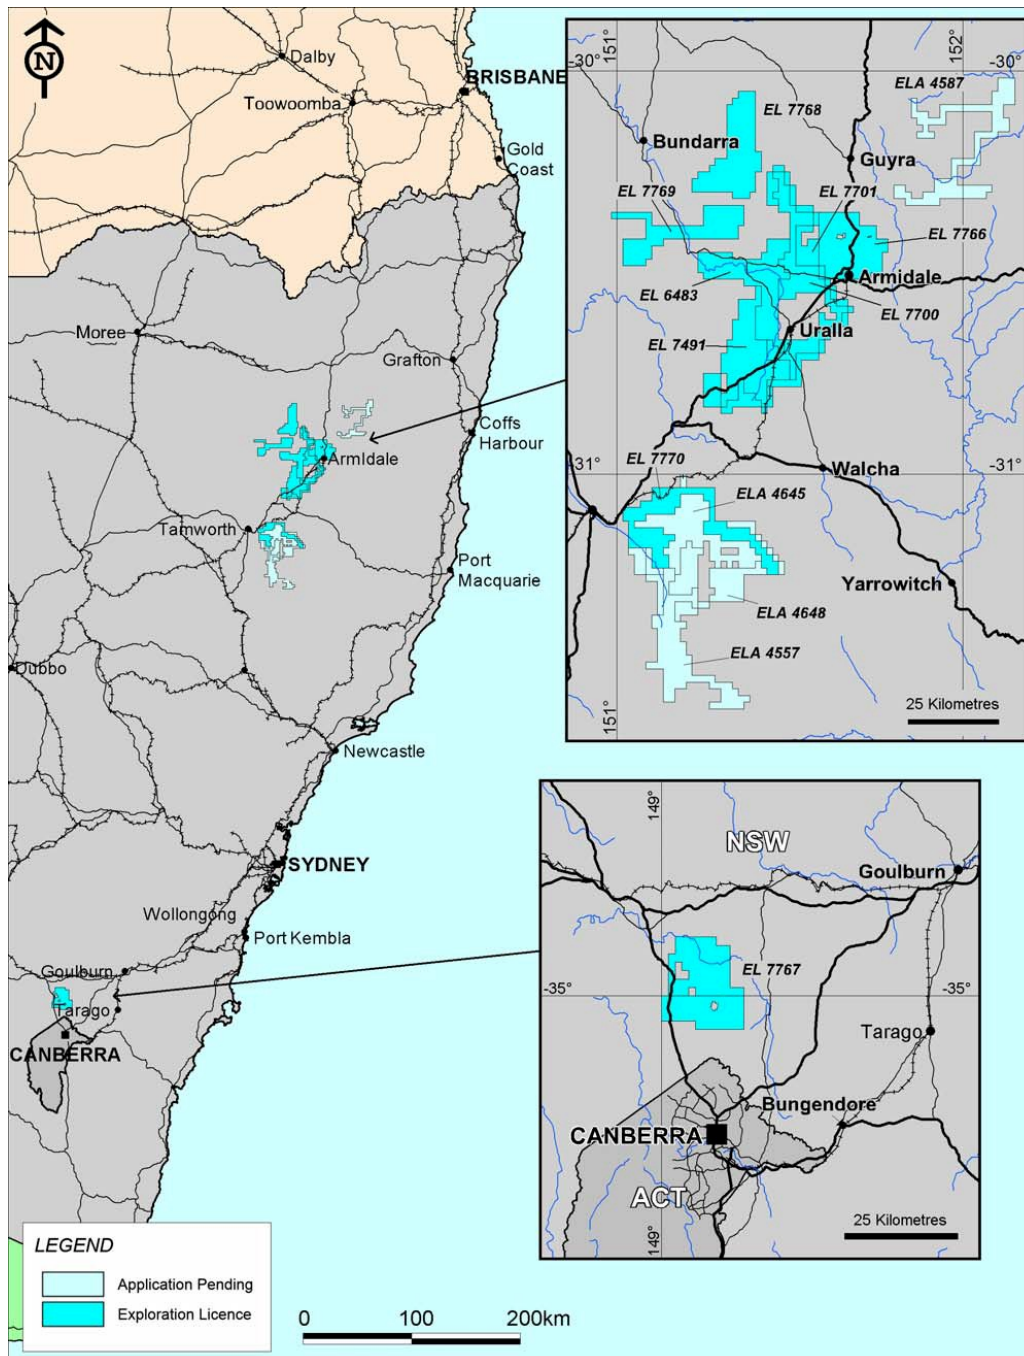 N
Dalby
BRISBANE
Toowoomba
Gold
Coast
Moree
Grafton
Coffs
Harbour
ArmIdale
Tamworth
Port
Macquarie
Dubbo
Newcastle
SYDNEY
Wollongong
Port Kembla
Goulburn
Tarago
CANBERRA
151°
152°
-30°
-30°
ELA 4587
EL 7768
Bundarra
Guyra
EL 7769
EL 7701
EL 7766
Armidale
EL 6483
EL 7700
Uralla
EL 7491
EL 7770
-31°
-31°
Walcha
ELA 4645
Yarrowitch
ELA 4648
ELA 4557
151°
25 Kilometres
149°
NSW
Goulburn
EL 7767
-35°
-35°
Tarago
Bungendore
CANBERRA
ACT
149°
25 Kilometres
LEGEND
Application Pending
Exploration Licence
0 100 200km